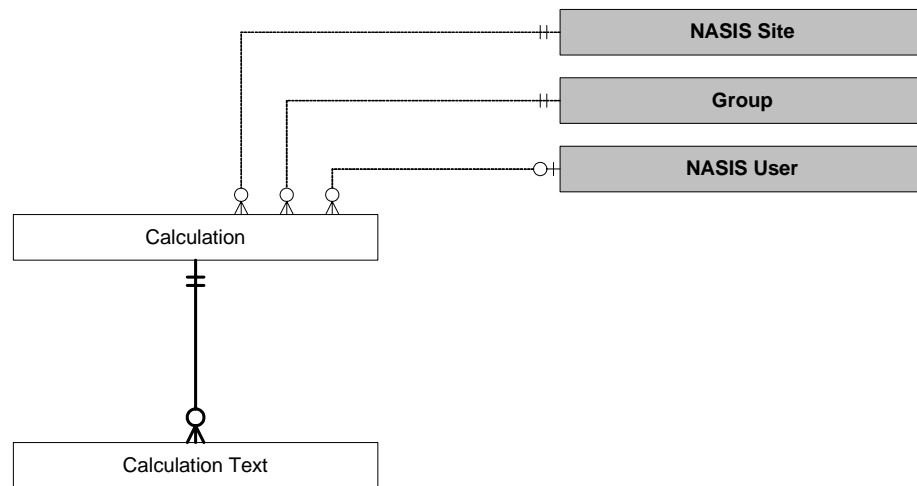 NASIS Site
Group
NASIS User
Calculation
Calculation Text